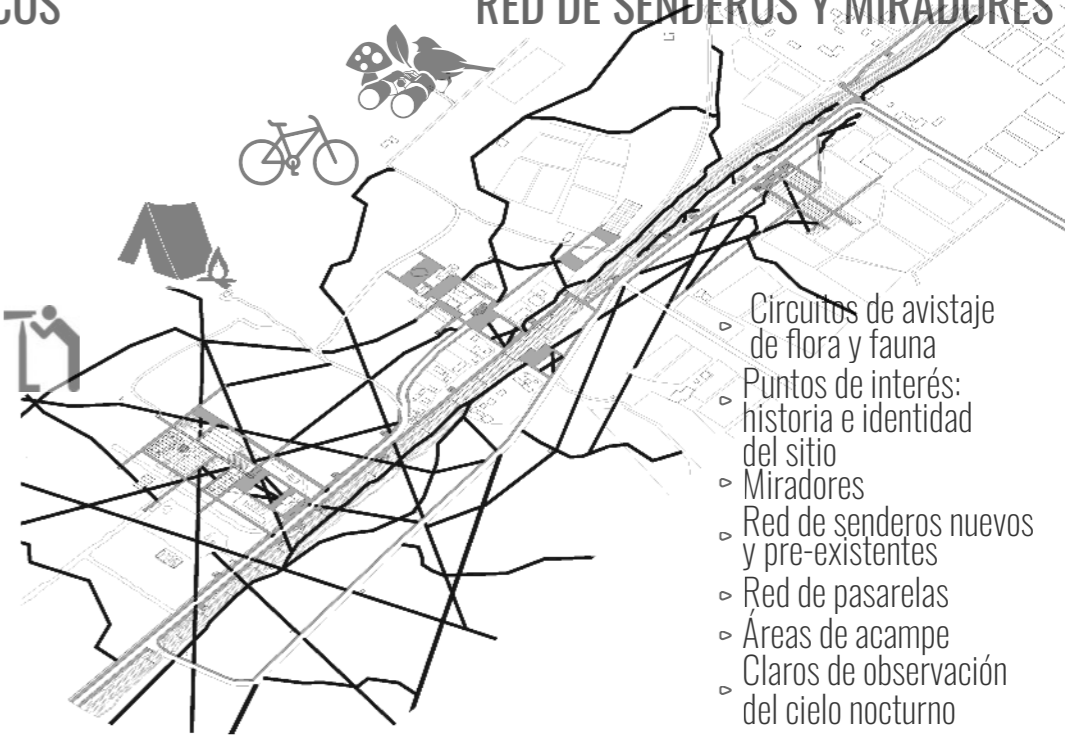 RED DE SENDEROS Y MIRADORES
Circuitos de avistaje
de flora y fauna
Puntos de interés:
historia e identidad
del sitio
Miradores
Red de senderos nuevos
y pre-existentes
Red de pasarelas
Áreas de acampe
Claros de observación
del cielo nocturno